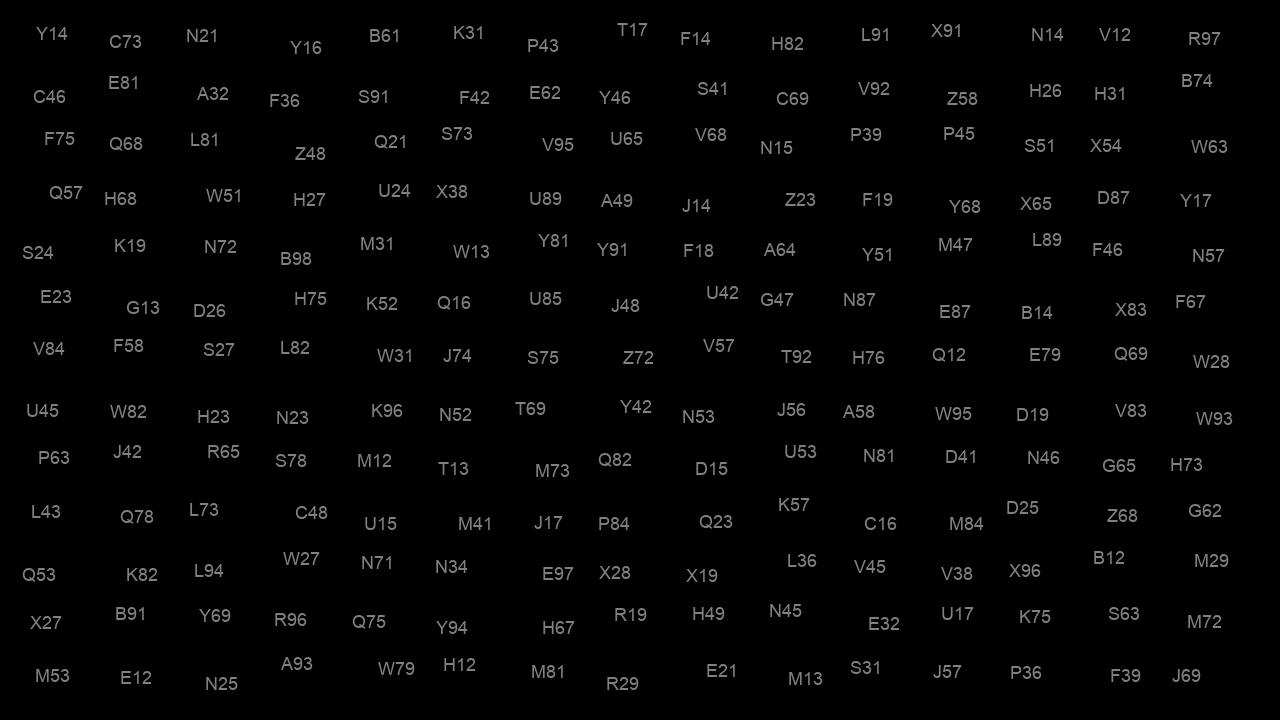 Y14 C73 N21 Y16 B61 K31 P43 T17 F14 H82 L91 X91 N14 V12 R97
C46 E81 A32 F36 S91 F42 E62 Y46 S41 C69 V92 Z58 H26 H31 B74
F75 Q68 L81 Z48 Q21 S73 V95 U65 V68 N15 P39 P45 S51 X54 W63
Q57 H68 W51 H27 U24 X38 U89 A49 J14 Z23 F19 Y68 X65 D87 Y17
S24 K19 N72 B98 M31 W13 Y81 Y91 F18 A64 Y51 M47 L89 F46 N57
E23 G13 D26 H75 K52 Q16 U85 J48 U42 G47 N87 E87 B14 X83 F67
V84 F58 S27 L82 W31 J74 S75 Z72 V57 T92 H76 Q12 E79 Q69 W28
U45 W82 H23 N23 K96 N52 T69 Y42 N53 J56 A58 W95 D19 V83 W93
P63 J42 R65 S78 M12 T13 M73 Q82 D15 U53 N81 D41 N46 G65 H73
L43 Q78 L73 C48 U15 M41 J17 P84 Q23 K57 C16 M84 D25 Z68 G62
Q53 K82 L94 W27 N71 N34 E97 X28 X19 L36 V45 V38 X96 B12 M29
X27 B91 Y69 R96 Q75 Y94 H67 R19 H49 N45 E32 U17 K75 S63 M72
M53 E12 N25 A93 W79 H12 M81 R29 E21 M13 S31 J57 P36 F39 J69